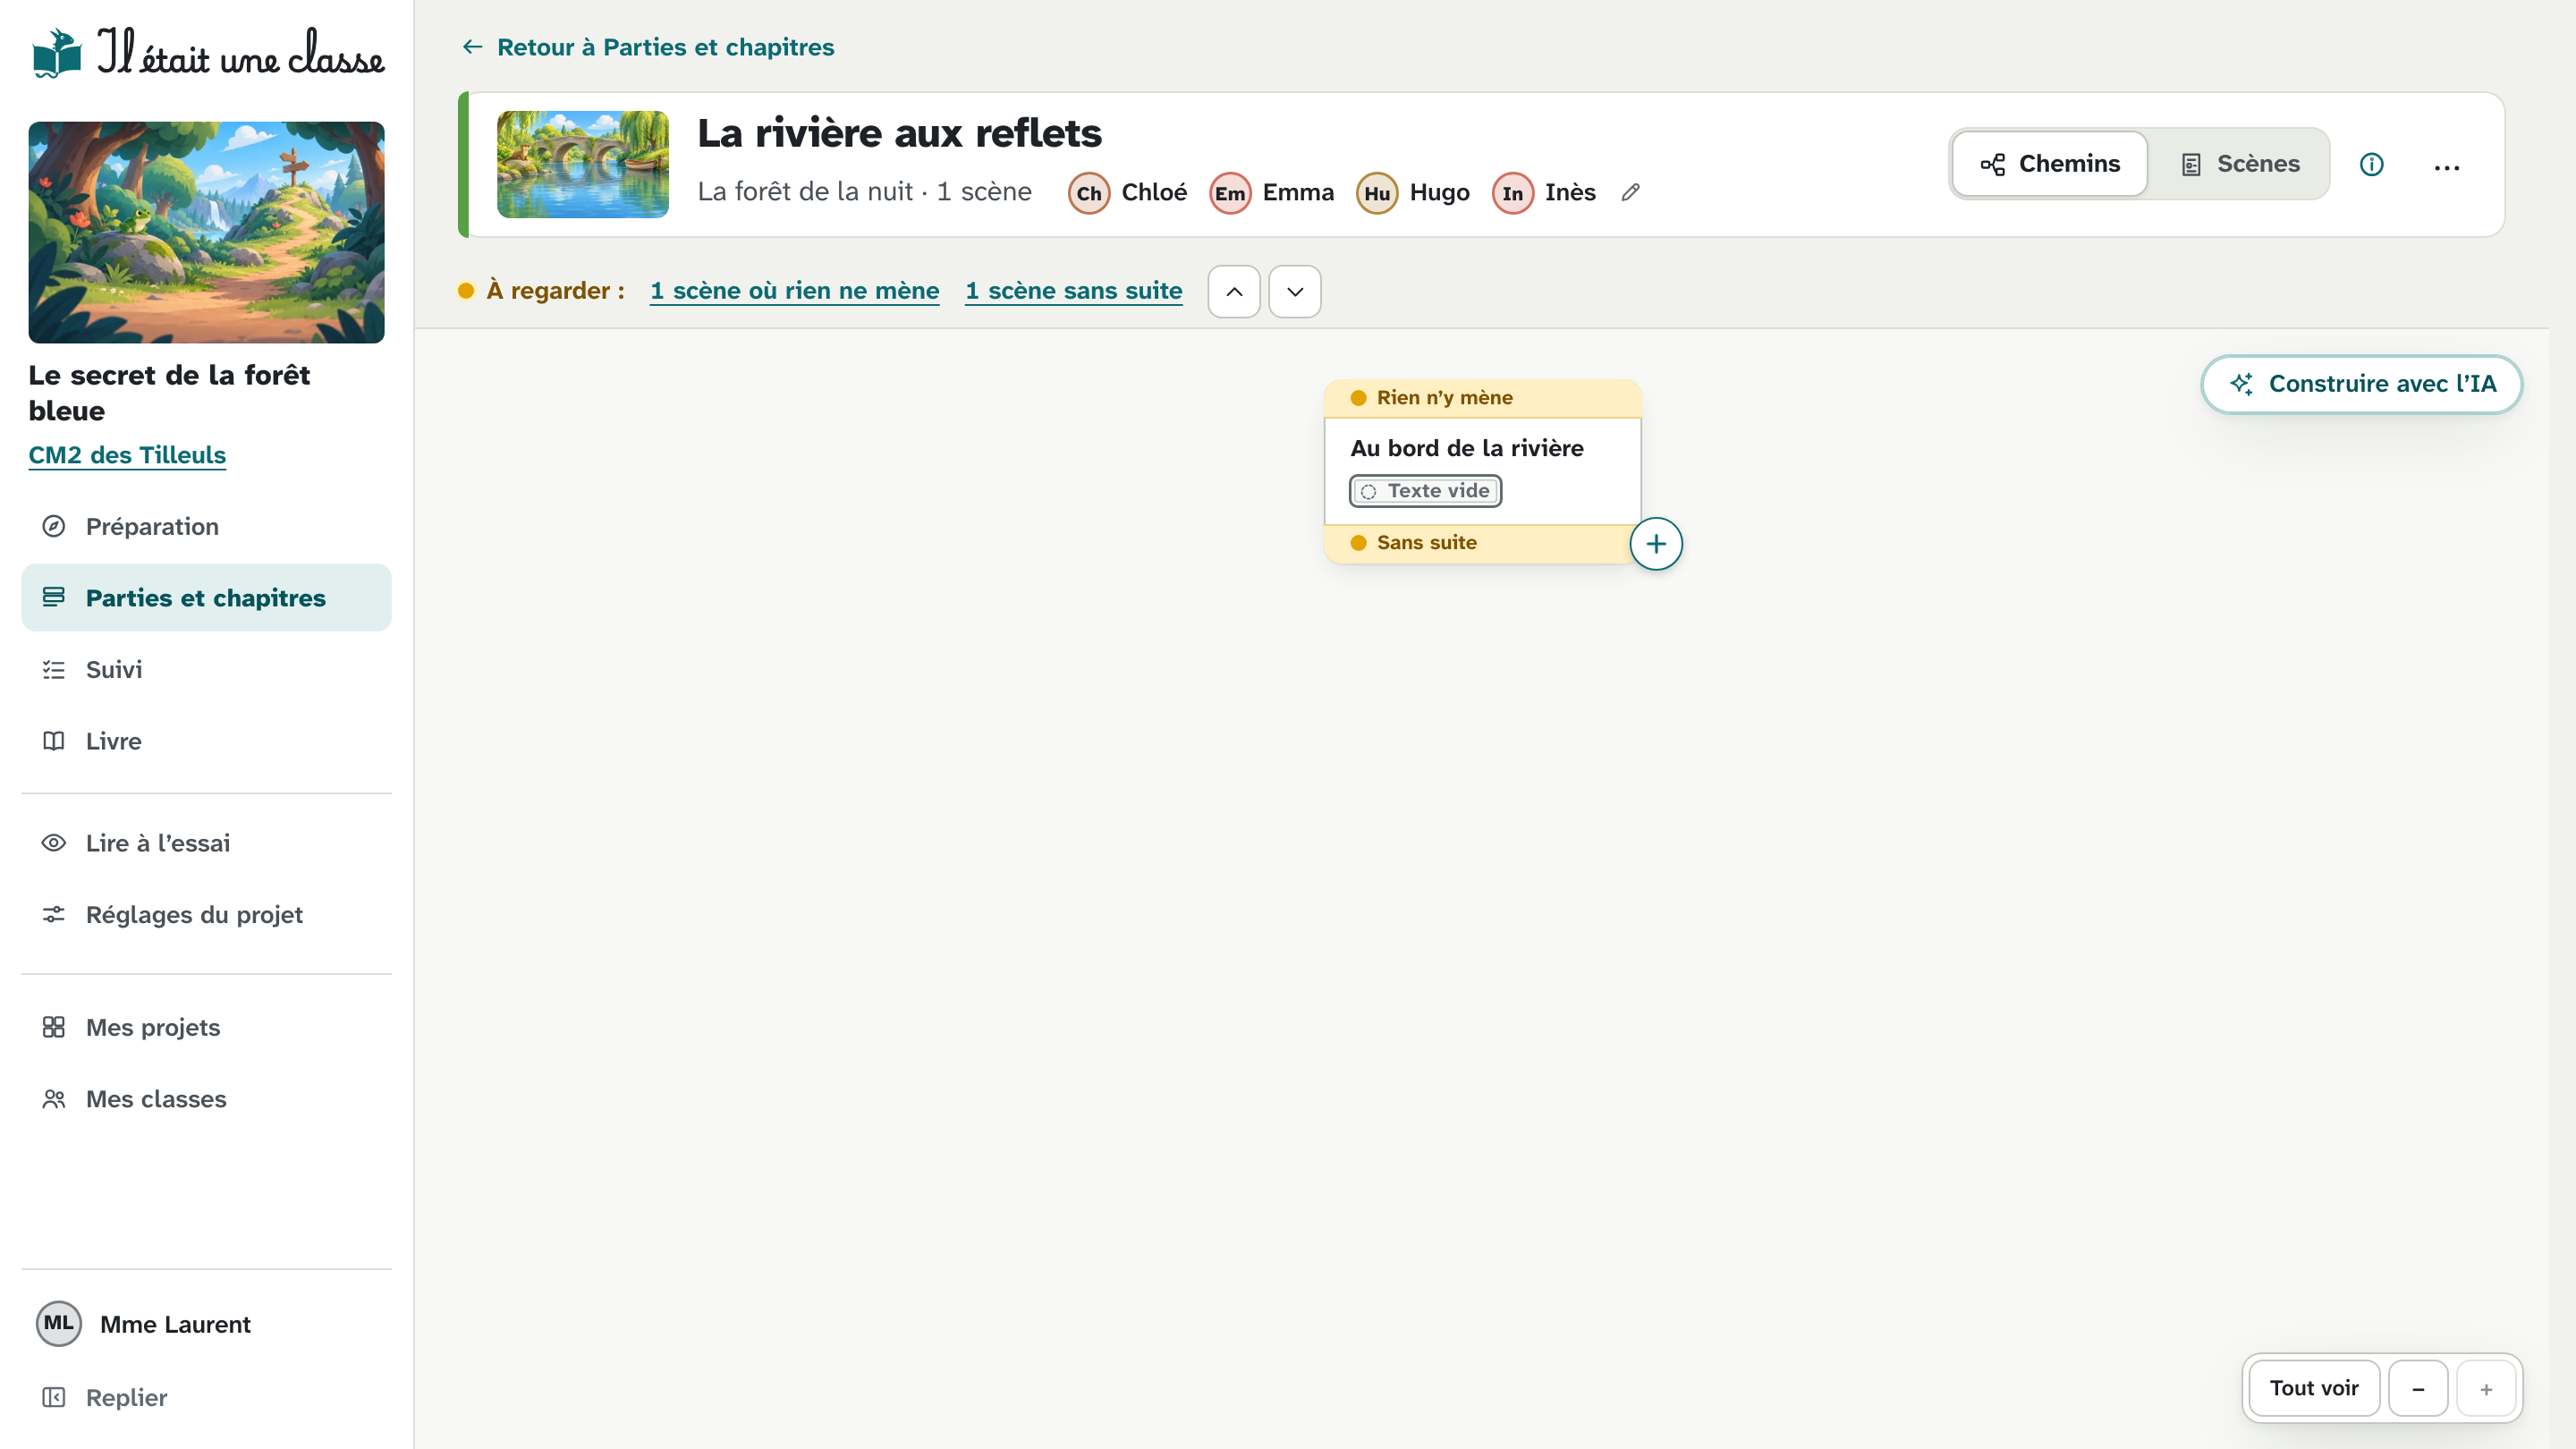 Il était une classe
Le secret de la forêt
bleue
CM2 des Tilleuls
Préparation
Parties et chapitres
Suivi
Livre
Lire à l’essai
Réglages du projet
Mes projets
Mes classes
ML Mme Laurent
Replier
← Retour à Parties et chapitres
La rivière aux reflets
La forêt de la nuit · 1 scène Ch Chloé Em Emma Hu Hugo In Inès
Chemins Scènes
À regarder : 1 scène où rien ne mène 1 scène sans suite
Construire avec l’IA
Rien n’y mène
Au bord de la rivière
Texte vide
Sans suite
+
Tout voir – +